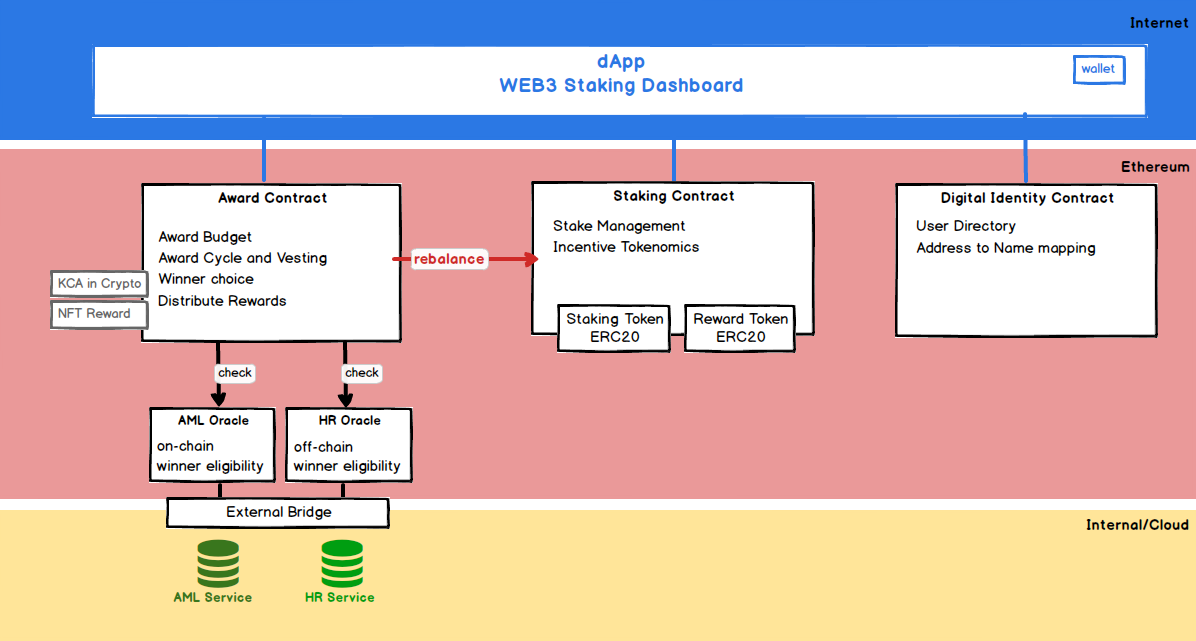 Internet
dApp
WEB3 Staking Dashboard
wallet
Ethereum
Award Contract
Award Budget
Award Cycle and Vesting
Winner choice
Distribute Rewards
KCA in Crypto
NFT Reward
rebalance
Staking Contract
Stake Management
Incentive Tokenomics
Staking Token
ERC20
Reward Token
ERC20
Digital Identity Contract
User Directory
Address to Name mapping
check
check
AML Oracle
on-chain
winner eligibility
HR Oracle
off-chain
winner eligibility
External Bridge
Internal/Cloud
AML Service
HR Service